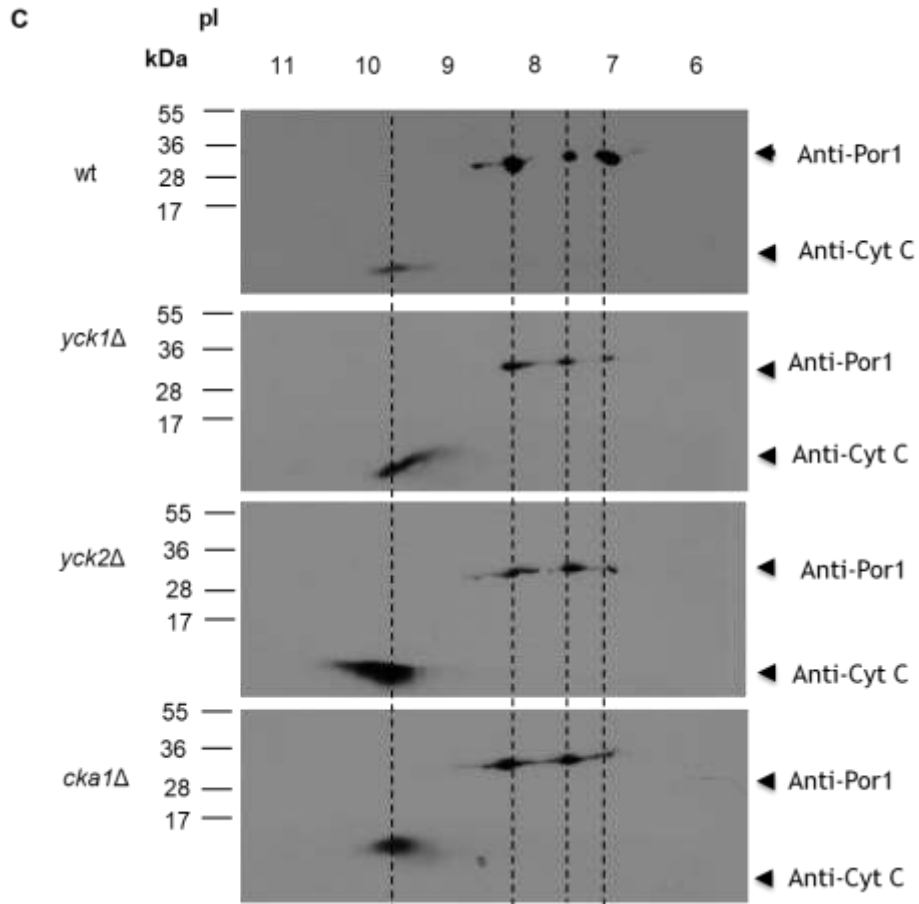 C pI
kDa 11 10 9 8 7 6
55
36 Anti-Por1
wt 28
17
Anti-Cyt C
55
yck1Δ 36 Anti-Por1
28
17
Anti-Cyt C
55
yck2Δ 36 Anti-Por1
28
17
Anti-Cyt C
55
36
cka1Δ 28 Anti-Por1
17
Anti-Cyt C